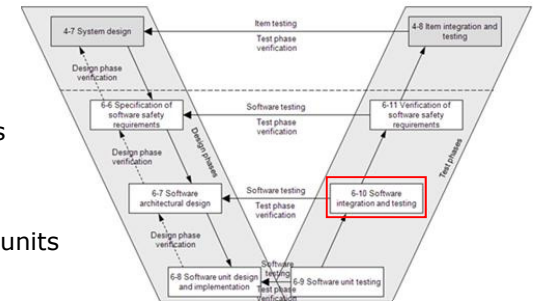 Item testing
4-7 System design
4-8 Item integration and
testing
Test phase
verification
Design phase
verification
6-6 Specification of
software safety
requirements
Software testing
Test phase
verification
6-11 Verification of
software safety
requirements
s
Design phases
Test phases
Design phase
verification
6-7 Software
architectural design
Software testing
Test phase
verification
6-10 Software
integration and testing
units
Design phase
verification
6-8 Software unit design
and implementation
Software
testing
Test phase
verification
6-9 Software unit testing